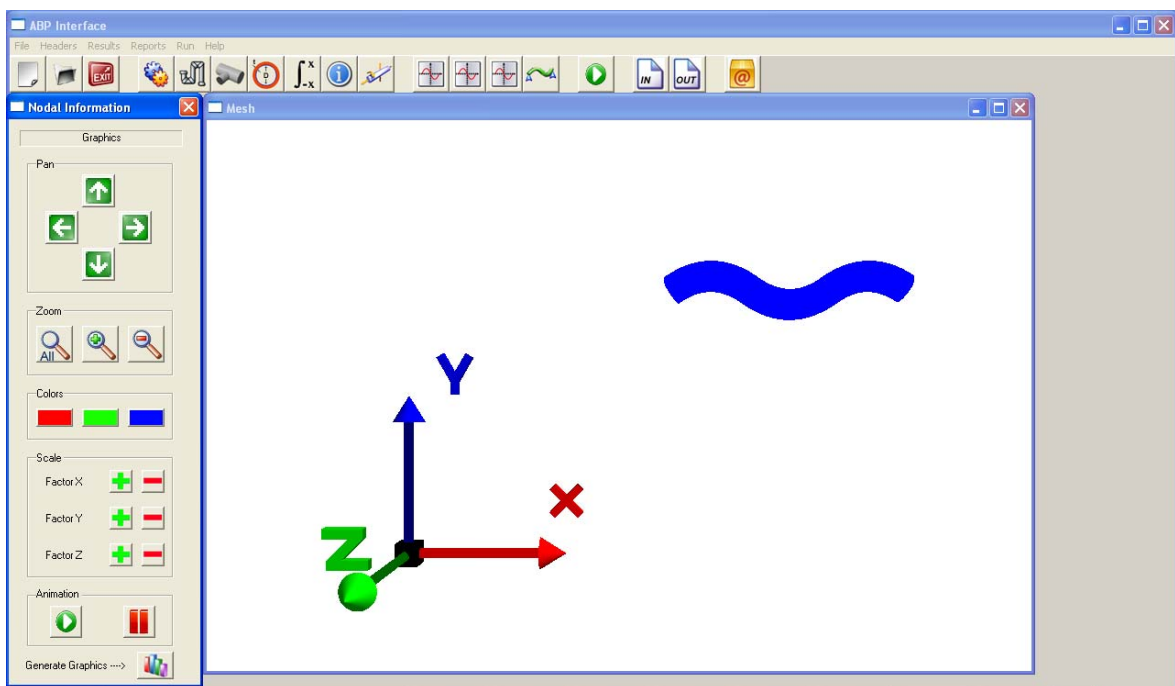 ABP Interface
File Headers Results Reports Run Help
EXIT
x
-x
i
IN
OUT
@
Nodal Information
Mesh
Graphics
Pan
Zoom
All
Colors
Scale
Factor X
Factor Y
Factor Z
Animation
Generate Graphics ---->
Y
X
Z